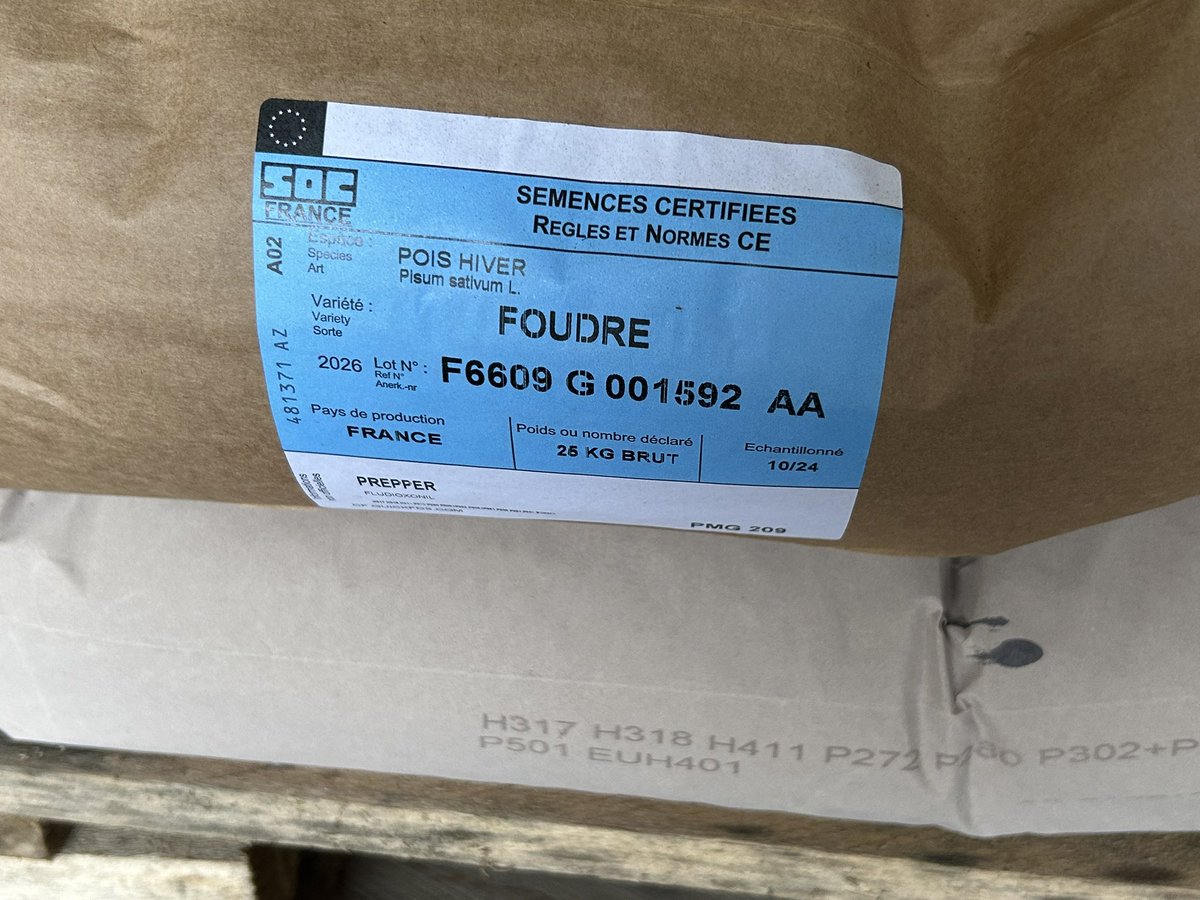 SOC
FRANCE
SEMENCES CERTIFIEES
REGLES ET NORMES CE
A02
481371 AZ
Espèce :
Species
Art
POIS HIVER
Pisum sativum L.
Variété :
Variety
Sorte
FOUDRE
2026 Lot N° : F6609 G 001592 AA
Ref N°
Anerk.-nr
Pays de production
FRANCE
Poids ou nombre déclaré
25 KG BRUT
Echantillonné
10/24
PREPPER
FLUDIOXONIL
PMG 209
H317 H318 H411 P272 P302+P
P501 EUH401